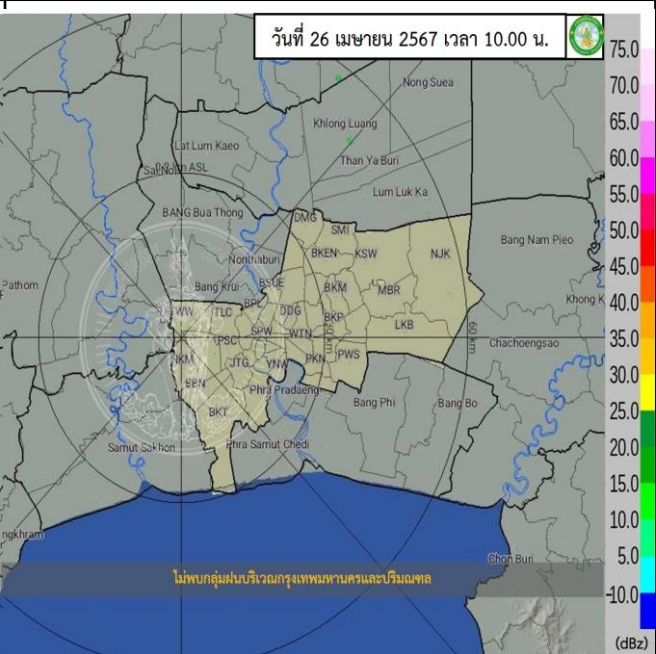 วันที่ 26 เมษายน 2567 เวลา 10.00 น.
75.0
70.0
65.0
60.0
55.0
50.0
45.0
40.0
35.0
30.0
25.0
20.0
15.0
10.0
5.0
-10.0
(dBz)
Nong Suea
Khlong Luang
Lat Lum Kaeo
Than Ya Buri
Lum Luk Ka
BANG Bua Thong
DMG
SMI
Nonthaburi
BKEN
KSW
NJK
Bang Nam Pieo
Pathom
Bang Krui
BSUE
BKM
MBR
BPL
Khong K
TWW
TLC
DDG
BKP
LKB
PSC
SPW
WTN
30 km
60 km
Chachoengsao
NKM
JTG
YNW
PKN
PWS
BBN
Phra Pradaeng
BKT
Bang Phi
Bang Bo
Samut Sakhon
Phra Samut Chedi
ngkhram
Chon Buri
ไม่พบกลุ่มฝนบริเวณกรุงเทพมหานครและปริมณฑล